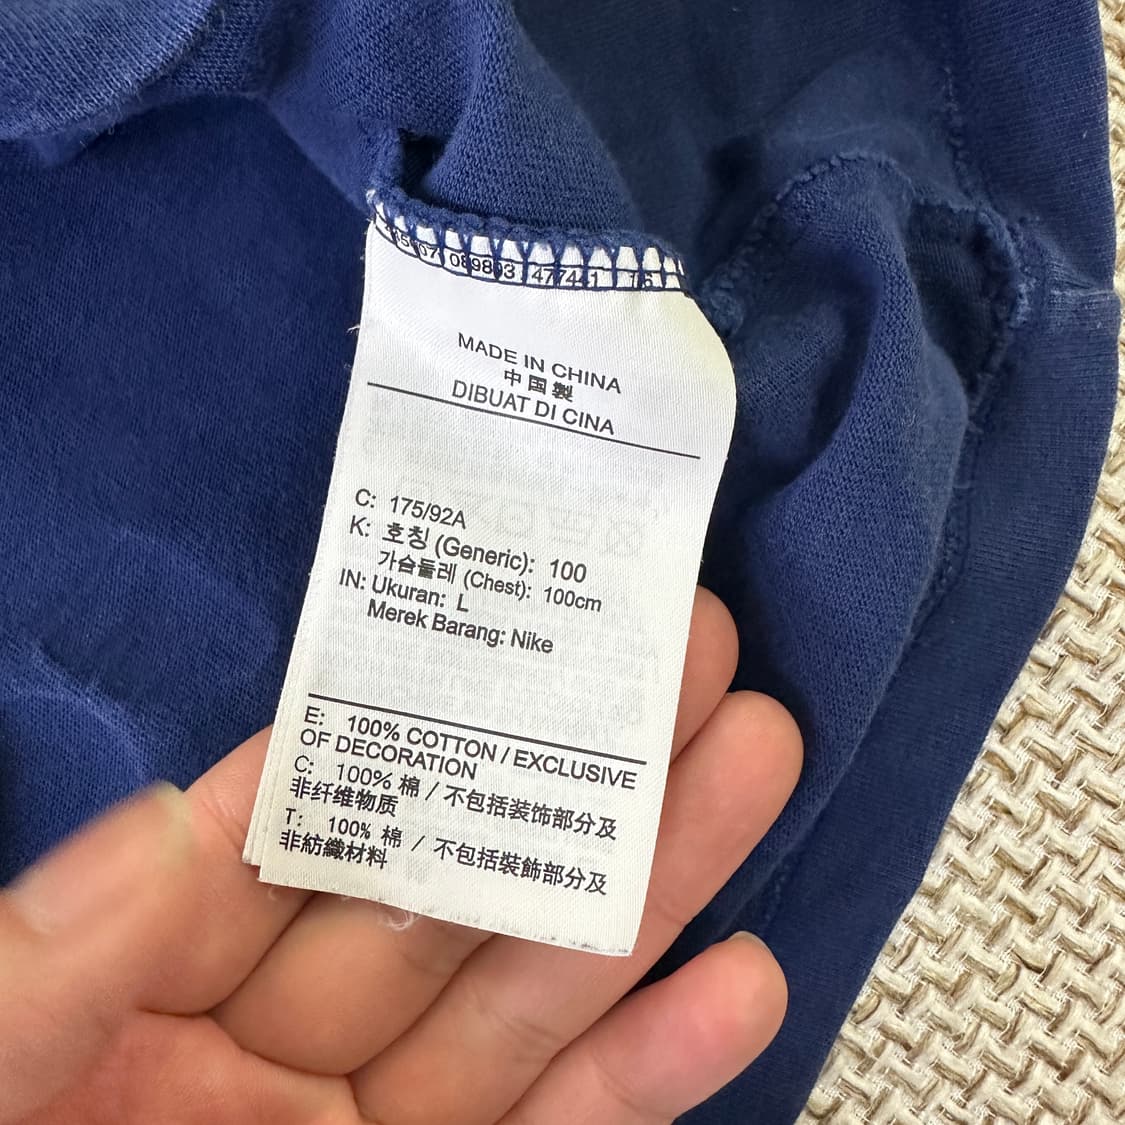 MADE IN CHINA
中国製
DIBUAT DI CINA
C: 175/92A
K: 호칭 (Generic): 100
가슴둘레 (Chest): 100cm
IN: Ukuran: L
Merek Barang: Nike
E: 100% COTTON / EXCLUSIVE
OF DECORATION
C: 100% 棉 / 不包括装饰部分及
非纤维物质
T: 100% 棉 / 不包括裝飾部分及
非紡織材料